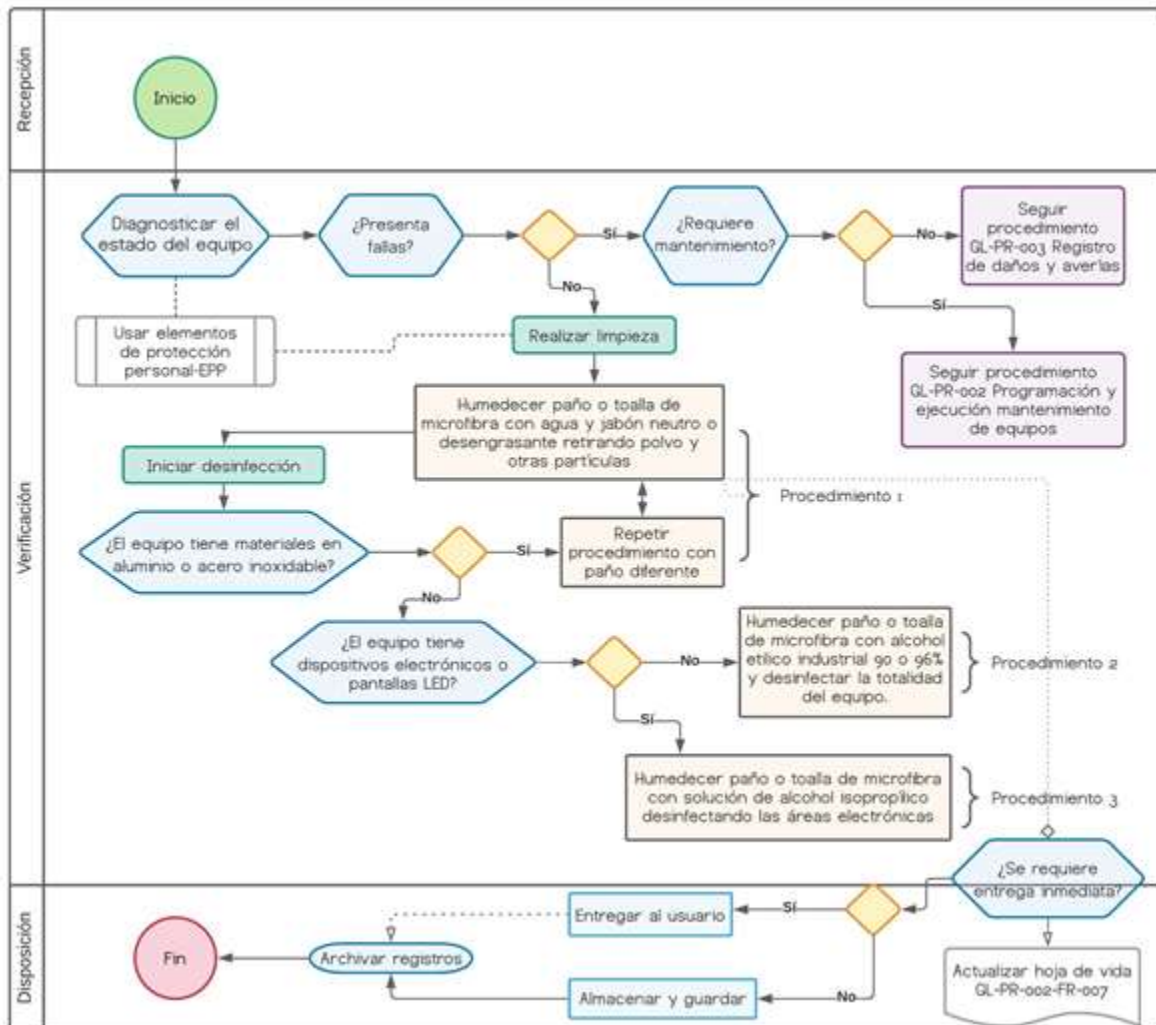 Recepción
Inicio
Verificación
Diagnosticar el
estado del equipo
¿Presenta
fallas?
Sí
No
¿Requiere
mantenimiento?
No
Sí
Seguir
procedimiento
GL-PR-003 Registro
de daños y averías
Seguir procedimiento
GL-PR-002 Programación y
ejecución mantenimiento
de equipos
Usar elementos
de protección
personal-EPP
Realizar limpieza
Humedecer paño o toalla de
microfibra con agua y jabón neutro o
desengrasante retirando polvo y
otras partículas
Procedimiento 1
Iniciar desinfección
¿El equipo tiene materiales en
aluminio o acero inoxidable?
Sí
No
Repetir
procedimiento con
paño diferente
¿El equipo tiene
dispositivos electrónicos o
pantallas LED?
No
Sí
Humedecer paño o toalla
de microfibra con alcohol
etílico industrial 90 o 96%
y desinfectar la totalidad
del equipo.
Procedimiento 2
Humedecer paño o toalla de microfibra
con solución de alcohol isopropílico
desinfectando las áreas electrónicas
Procedimiento 3
¿Se requiere
entrega inmediata?
Disposición
Sí
No
Entregar al usuario
Almacenar y guardar
Archivar registros
Fin
Actualizar hoja de vida
GL-PR-002-FR-007